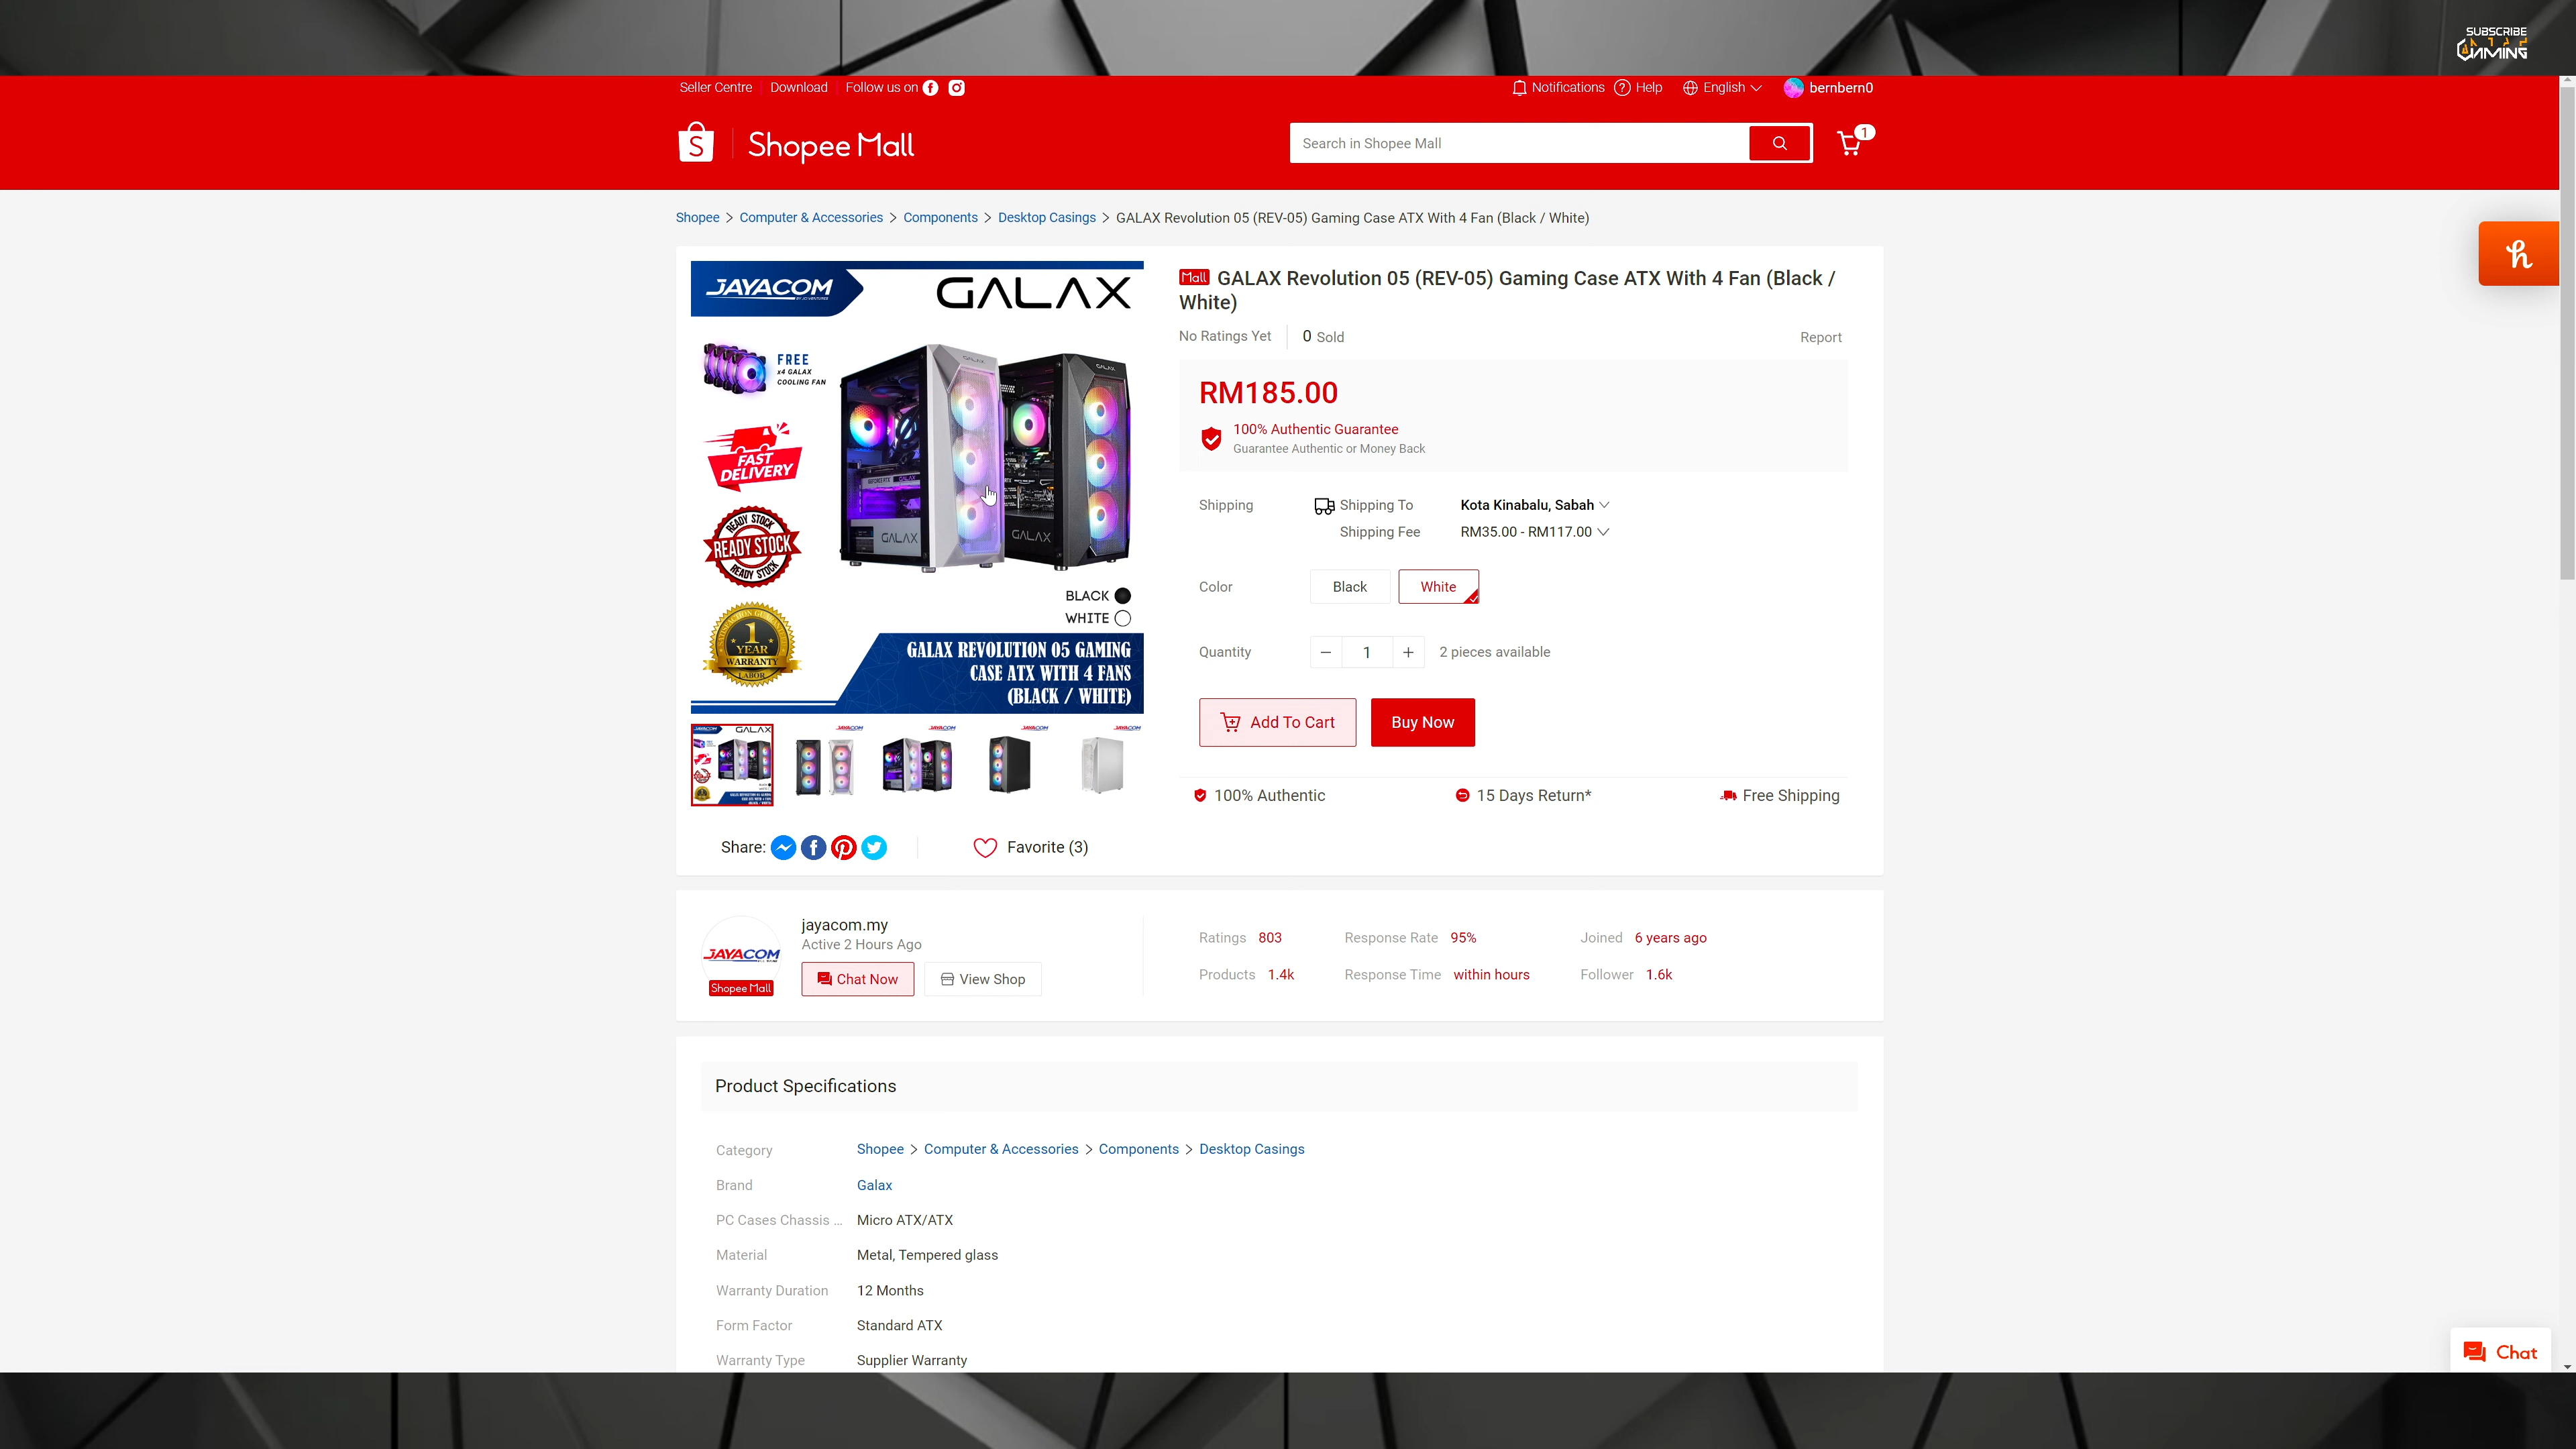 SUBSCRIBE
GAMING
Seller Centre Download Follow us on
Notifications Help English bernbern0
Shopee Mall
Search in Shopee Mall
1
Shopee > Computer & Accessories > Components > Desktop Casings > GALAX Revolution 05 (REV-05) Gaming Case ATX With 4 Fan (Black / White)
JAYACOM
GALAX
FREE
x4 GALAX
COOLING FAN
FAST
DELIVERY
READY STOCK
READY STOCK
READY STOCK
1
YEAR
WARRANTY
LABOR
GALAX
GALAX
GALAX
BLACK
WHITE
GALAX REVOLUTION 05 GAMING
CASE ATX WITH 4 FANS
(BLACK / WHITE)
Mall GALAX Revolution 05 (REV-05) Gaming Case ATX With 4 Fan (Black /
White)
No Ratings Yet 0 Sold Report
RM185.00
100% Authentic Guarantee
Guarantee Authentic or Money Back
Shipping Shipping To Kota Kinabalu, Sabah
Shipping Fee RM35.00 - RM117.00
Color Black White
Quantity − 1 + 2 pieces available
Add To Cart Buy Now
100% Authentic 15 Days Return* Free Shipping
Share: Favorite (3)
JAYACOM
Shopee Mall
jayacom.my
Active 2 Hours Ago
Chat Now View Shop
Ratings 803 Response Rate 95% Joined 6 years ago
Products 1.4k Response Time within hours Follower 1.6k
Product Specifications
Category Shopee > Computer & Accessories > Components > Desktop Casings
Brand Galax
PC Cases Chassis ... Micro ATX/ATX
Material Metal, Tempered glass
Warranty Duration 12 Months
Form Factor Standard ATX
Warranty Type Supplier Warranty
Chat